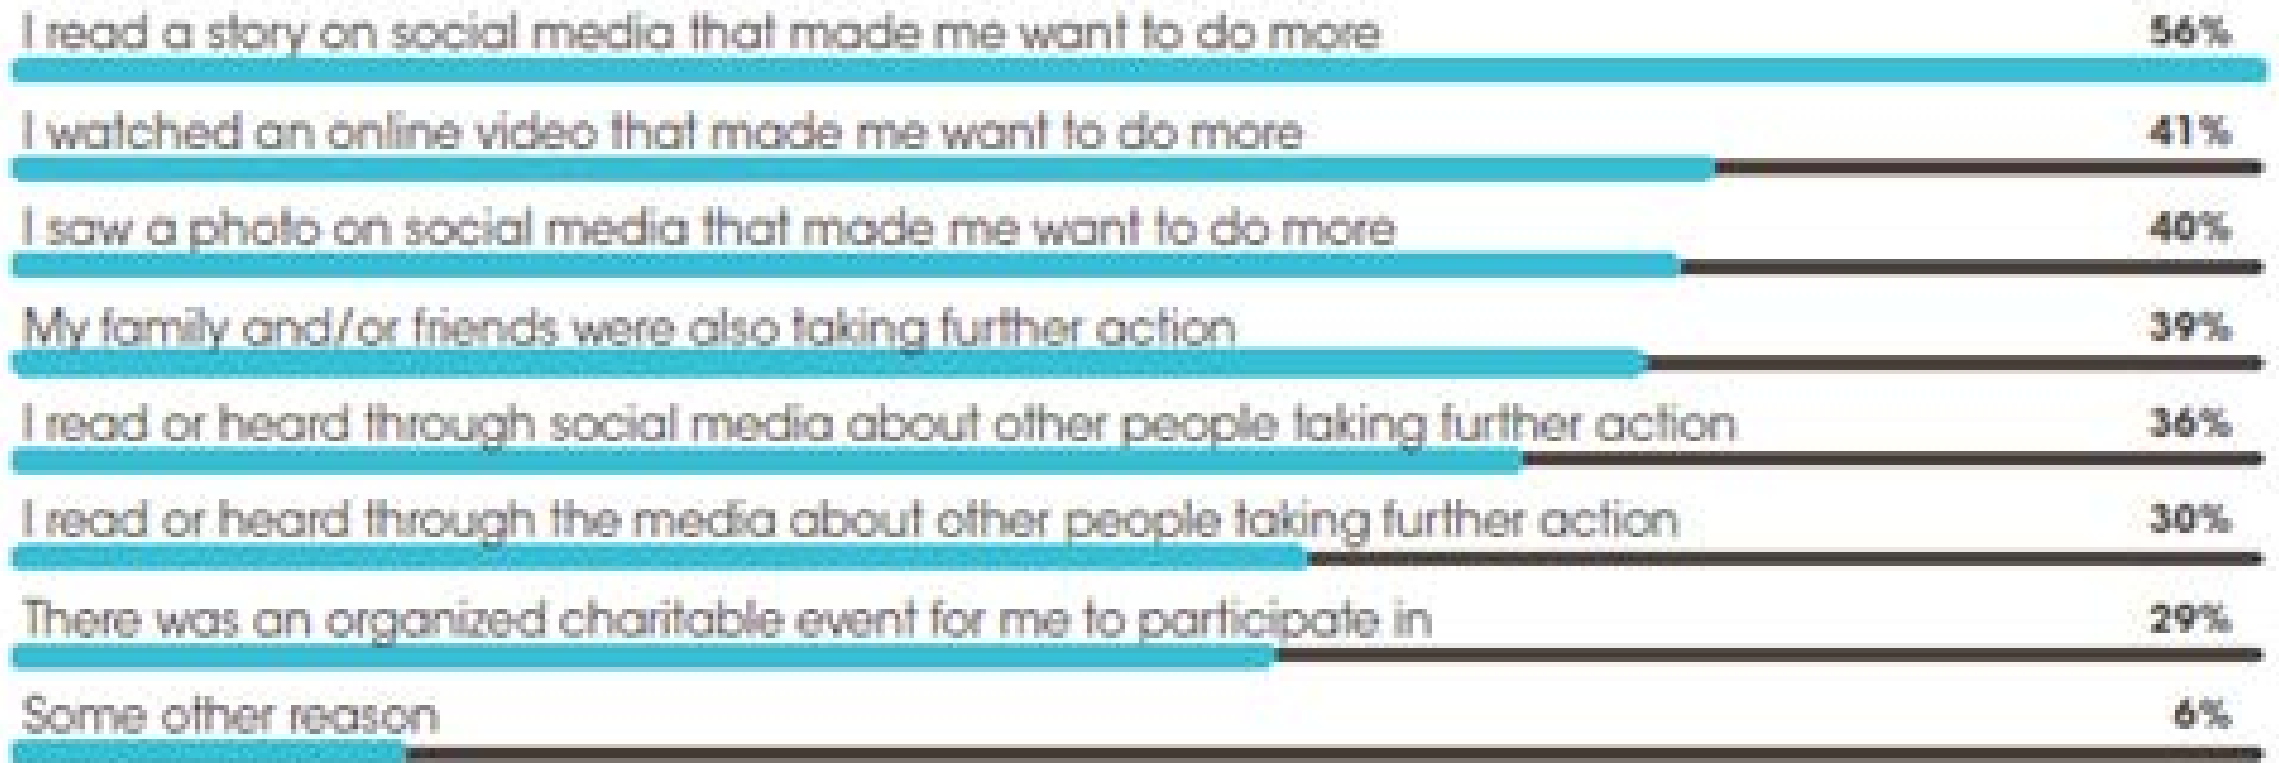 I read a story on social media that made me want to do more 56%
I watched an online video that made me want to do more 41%
I saw a photo on social media that made me want to do more 40%
My family and/or friends were also taking further action 39%
I read or heard through social media about other people taking further action 36%
I read or heard through the media about other people taking further action 30%
There was an organized charitable event for me to participate in 29%
Some other reason 6%